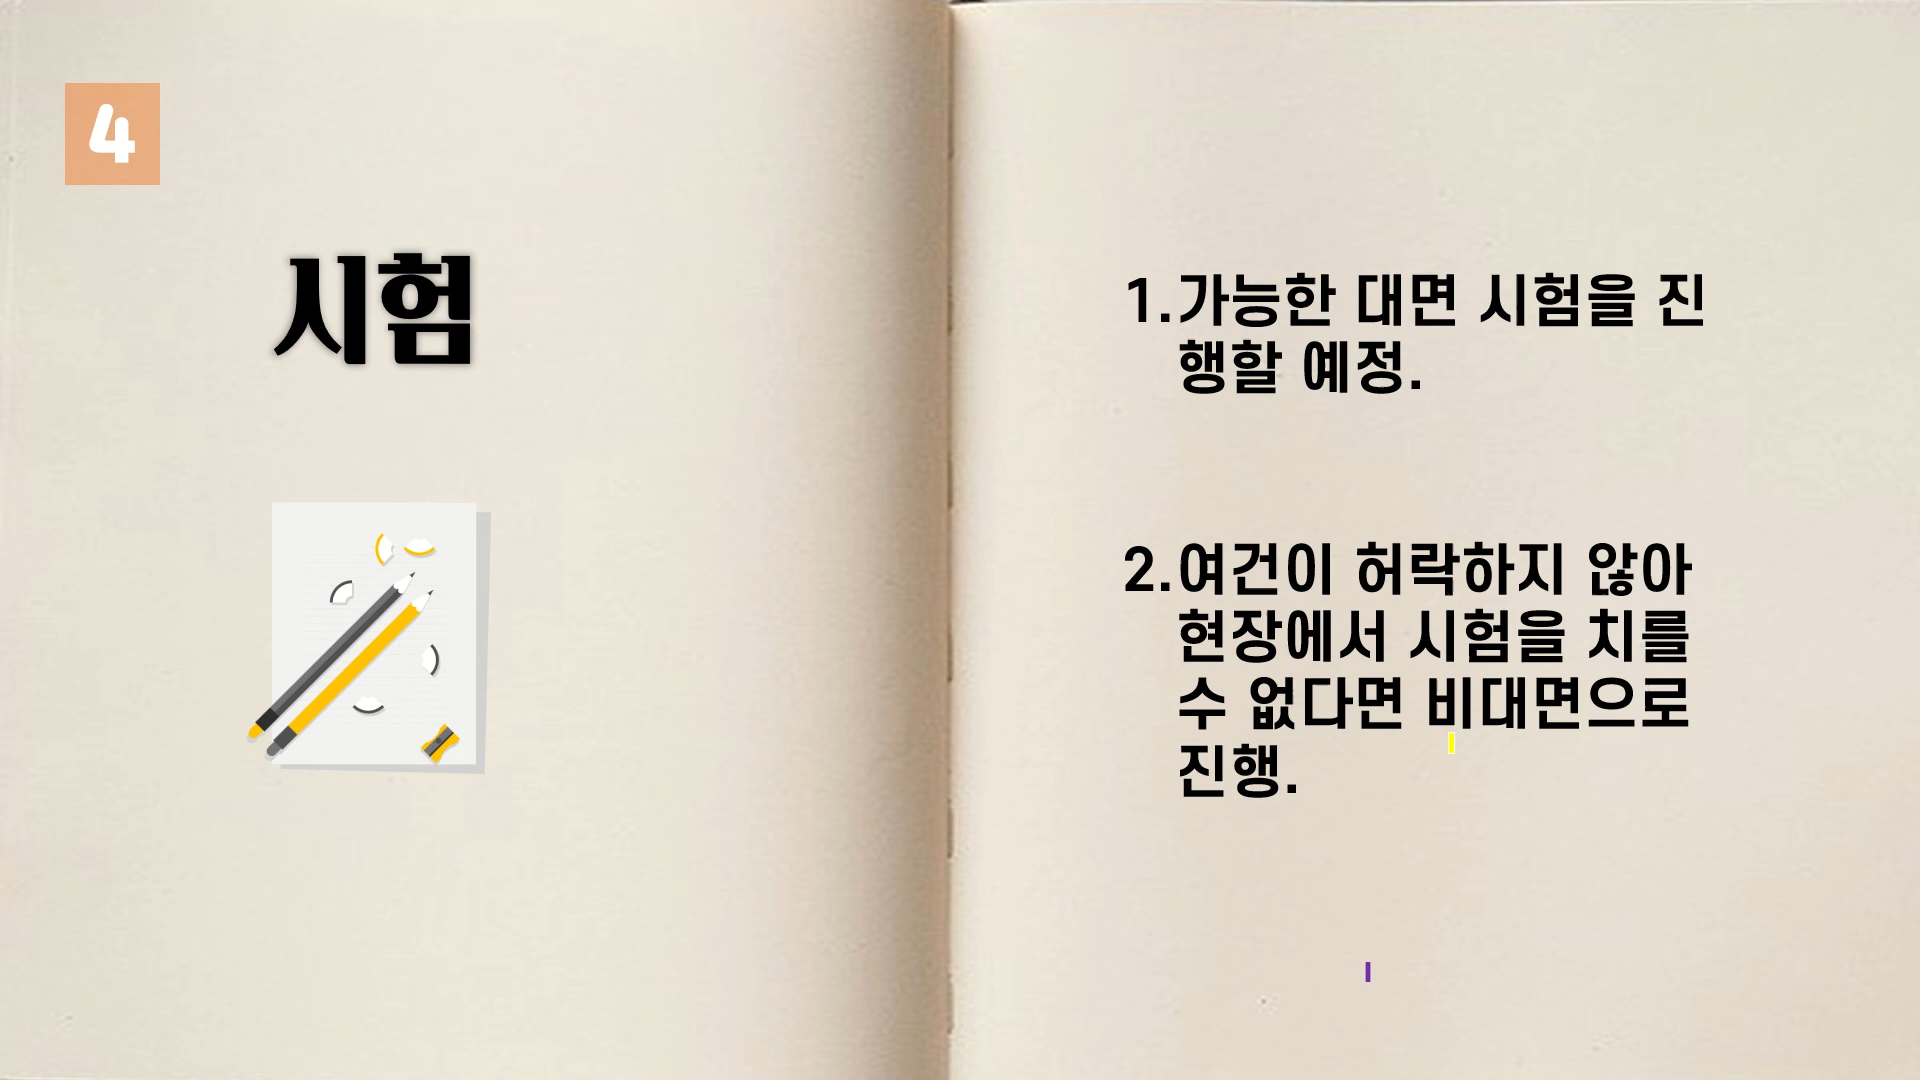 4
시험
1.가능한 대면 시험을 진
행할 예정.
2.여건이 허락하지 않아
현장에서 시험을 치를
수 없다면 비대면으로
진행.